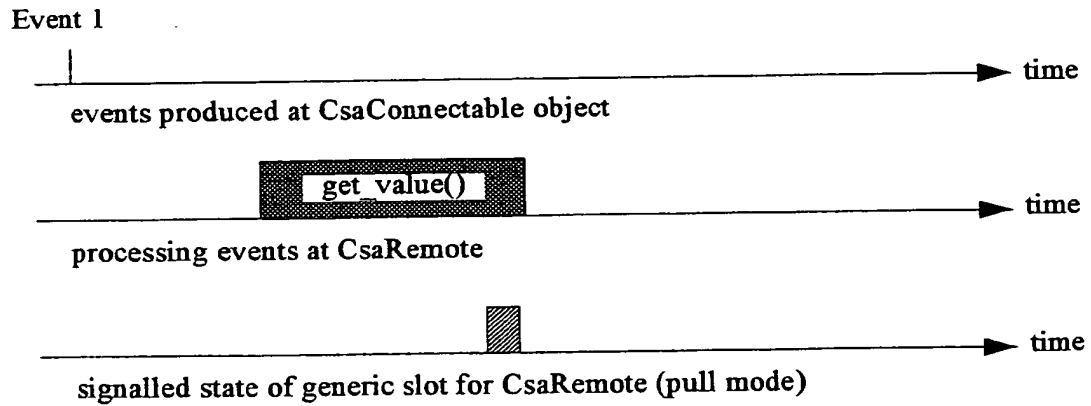 Event 1
time
events produced at CsaConnectable object
get_value()
time
processing events at CsaRemote
time
signalled state of generic slot for CsaRemote (pull mode)